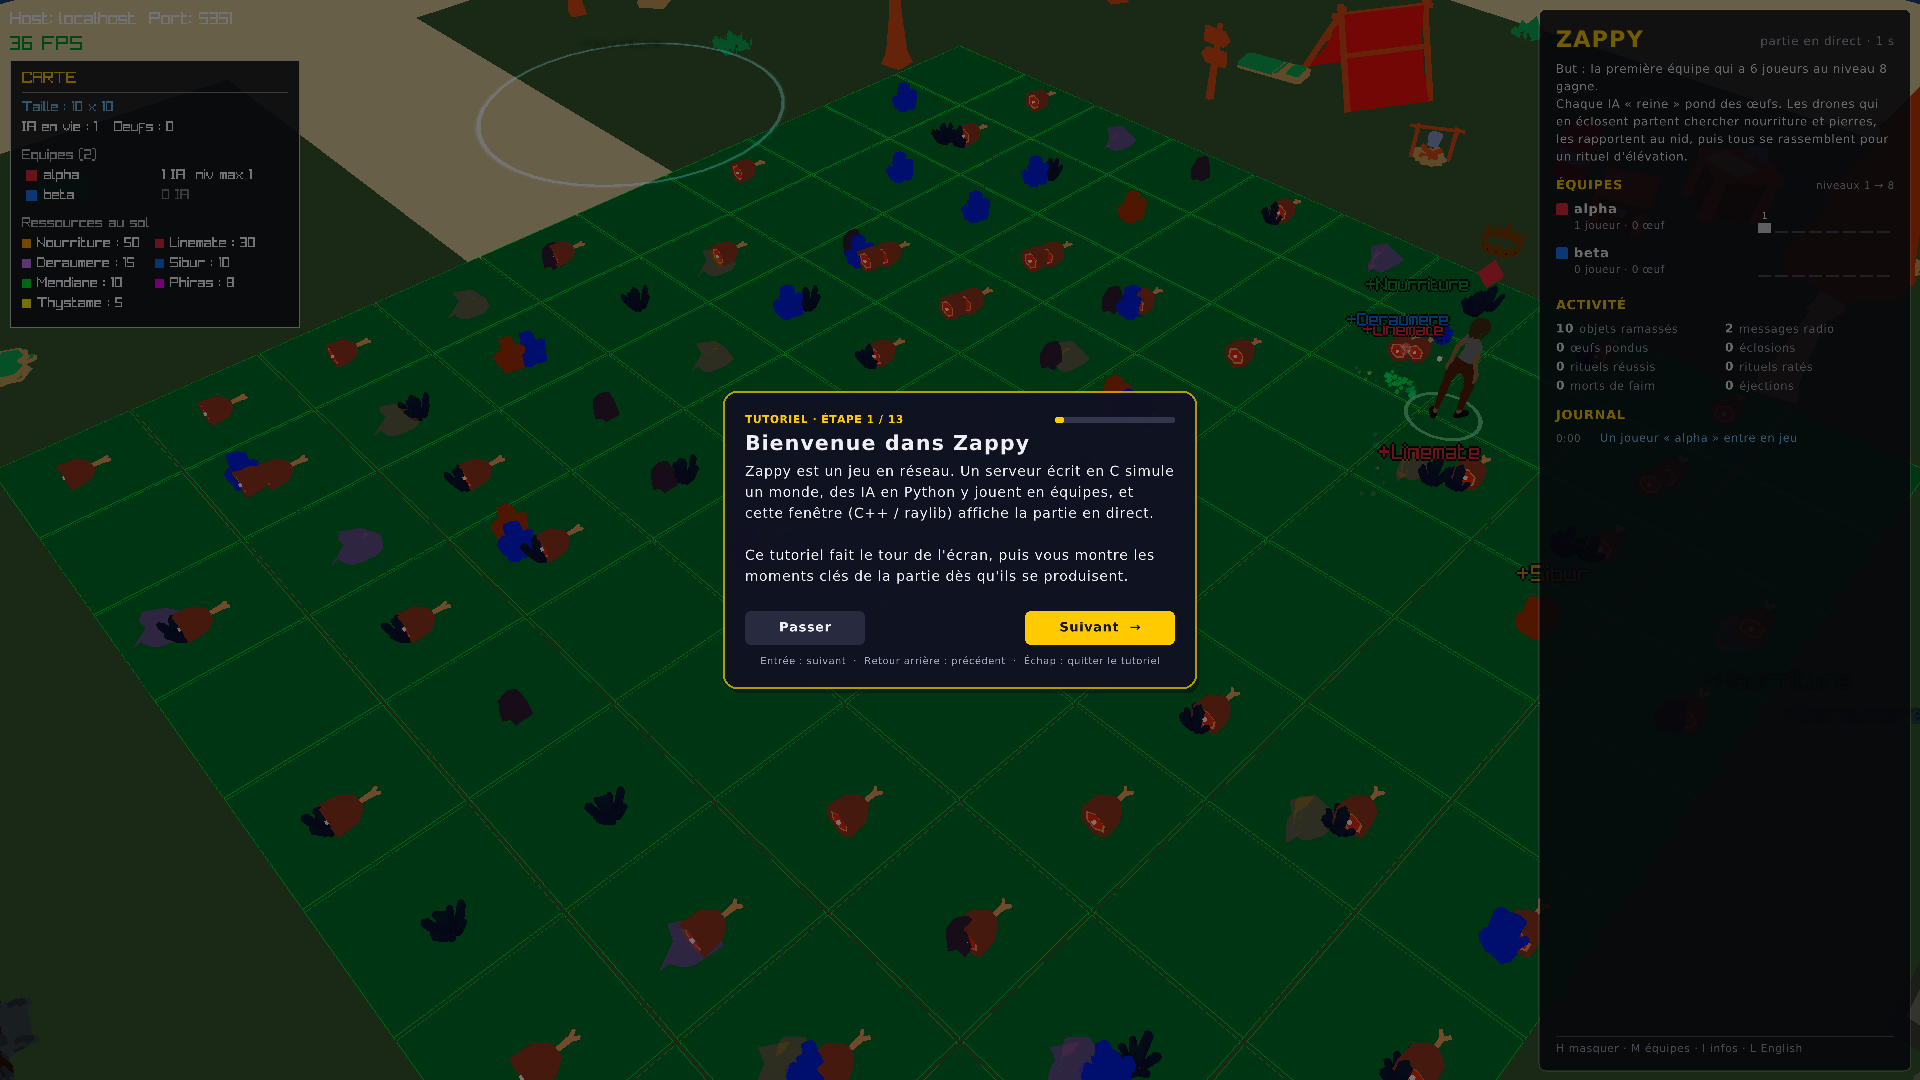 Host: localhost  Port: 5351
36 FPS
CARTE
Taille : 10 x 10
IA en vie : 1   Oeufs : 0
Equipes (2)
alpha   1 IA  niv max 1
beta   0 IA
Ressources au sol
Nourriture : 50   Linemate : 30
Deraumere : 15   Sibur : 10
Mendiane : 10   Phiras : 8
Thystame : 5
+Nourriture
+Deraumere
+Linemate
+Linemate
+Sibur
TUTORIEL · ÉTAPE 1 / 13
Bienvenue dans Zappy
Zappy est un jeu en réseau. Un serveur écrit en C simule
un monde, des IA en Python y jouent en équipes, et
cette fenêtre (C++ / raylib) affiche la partie en direct.
Ce tutoriel fait le tour de l'écran, puis vous montre les
moments clés de la partie dès qu'ils se produisent.
Passer   Suivant →
Entrée : suivant · Retour arrière : précédent · Échap : quitter le tutoriel
ZAPPY   partie en direct · 1 s
But : la première équipe qui a 6 joueurs au niveau 8
gagne.
Chaque IA « reine » pond des œufs. Les drones qui
en éclosent partent chercher nourriture et pierres,
les rapportent au nid, puis tous se rassemblent pour
un rituel d'élévation.
ÉQUIPES   niveaux 1 → 8
alpha   1
1 joueur · 0 œuf
beta
0 joueur · 0 œuf
ACTIVITÉ
10 objets ramassés   2 messages radio
0 œufs pondus   0 éclosions
0 rituels réussis   0 rituels ratés
0 morts de faim   0 éjections
JOURNAL
0:00   Un joueur « alpha » entre en jeu
H masquer · M équipes · I infos · L English